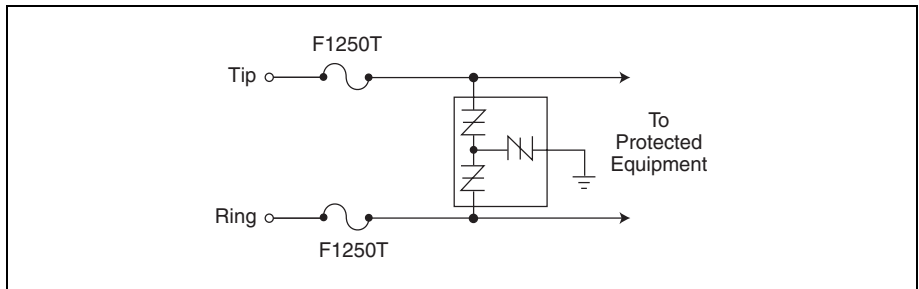 F1250T
Tip
To
Protected
Equipment
Ring
F1250T